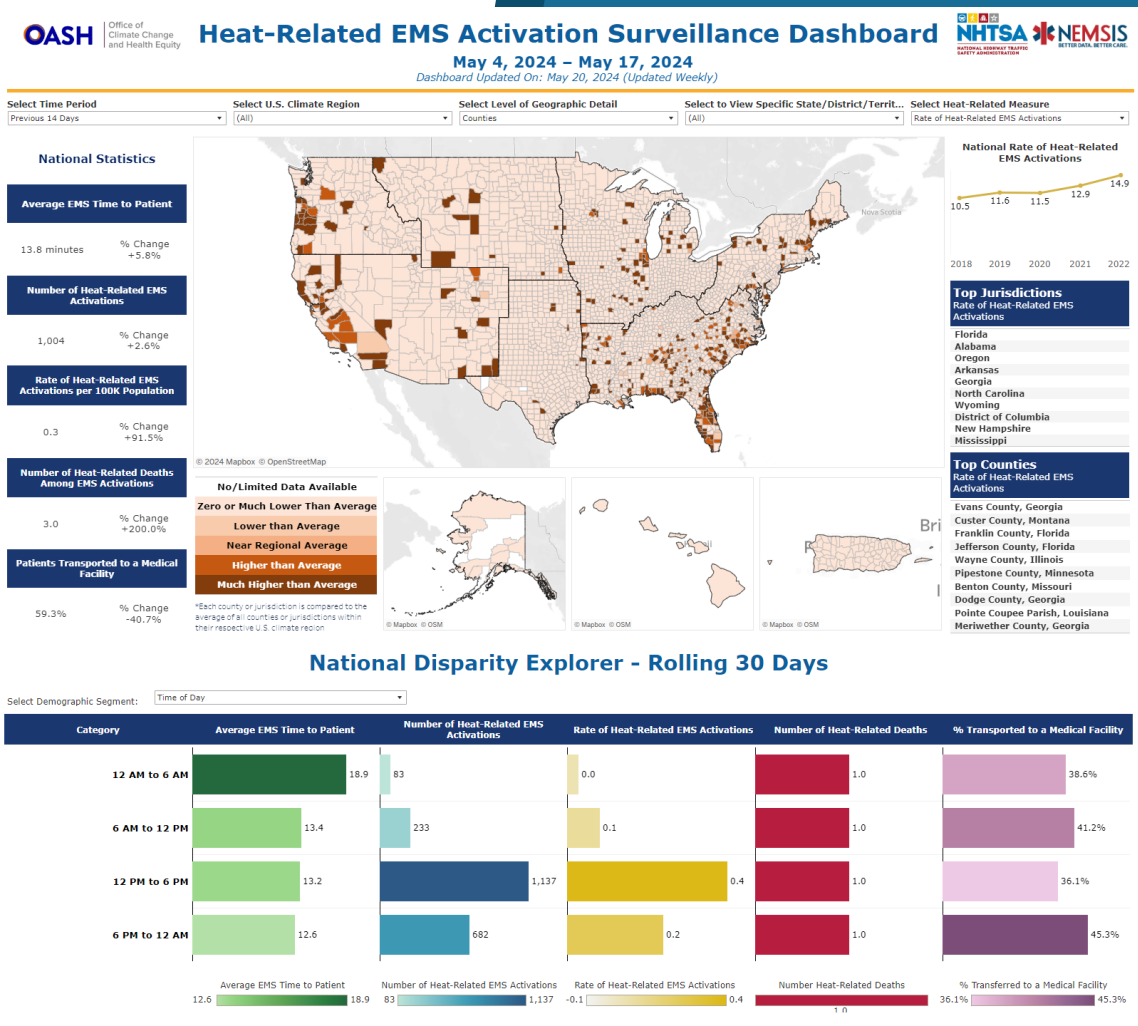 OASH
Office of
Climate Change
and Health Equity
Heat-Related EMS Activation Surveillance Dashboard
May 4, 2024 – May 17, 2024
Dashboard Updated On: May 20, 2024 (Updated Weekly)
NHTSA
NATIONAL HIGHWAY TRAFFIC
SAFETY ADMINISTRATION
NEMSIS
BETTER DATA. BETTER CARE.
Select Time Period
Previous 14 Days
Select U.S. Climate Region
(All)
Select Level of Geographic Detail
Counties
Select to View Specific State/District/Territ...
(All)
Select Heat-Related Measure
Rate of Heat-Related EMS Activations
National Statistics
Average EMS Time to Patient
13.8 minutes
% Change
+5.8%
Number of Heat-Related EMS
Activations
1,004
% Change
+2.6%
Rate of Heat-Related EMS
Activations per 100K Population
0.3
% Change
+91.5%
Number of Heat-Related Deaths
Among EMS Activations
3.0
% Change
+200.0%
Patients Transported to a Medical
Facility
59.3%
% Change
-40.7%
Nova Scotia
© 2024 Mapbox © OpenStreetMap
No/Limited Data Available
Zero or Much Lower Than Average
Lower than Average
Near Regional Average
Higher than Average
Much Higher than Average
*Each county or jurisdiction is compared to the
average of all counties or jurisdictions within
their respective U.S. climate region
© Mapbox © OSM
© Mapbox © OSM
Bri
© Mapbox © OSM
National Rate of Heat-Related
EMS Activations
10.5
11.6
11.5
12.9
14.9
2018 2019 2020 2021 2022
Top Jurisdictions
Rate of Heat-Related EMS
Activations
Florida
Alabama
Oregon
Arkansas
Georgia
North Carolina
Wyoming
District of Columbia
New Hampshire
Mississippi
Top Counties
Rate of Heat-Related EMS
Activations
Evans County, Georgia
Custer County, Montana
Franklin County, Florida
Jefferson County, Florida
Wayne County, Illinois
Pipestone County, Minnesota
Benton County, Missouri
Dodge County, Georgia
Pointe Coupee Parish, Louisiana
Meriwether County, Georgia
National Disparity Explorer - Rolling 30 Days
Select Demographic Segment:
Time of Day
Category
Average EMS Time to Patient
Number of Heat-Related EMS
Activations
Rate of Heat-Related EMS Activations
Number of Heat-Related Deaths
% Transported to a Medical Facility
12 AM to 6 AM 18.9 83 0.0 1.0 38.6%
6 AM to 12 PM 13.4 233 0.1 1.0 41.2%
12 PM to 6 PM 13.2 1,137 0.4 1.0 36.1%
6 PM to 12 AM 12.6 682 0.2 1.0 45.3%
Average EMS Time to Patient
12.6 18.9
Number of Heat-Related EMS Activations
83 1,137
Rate of Heat-Related EMS Activations
-0.1 0.4
Number Heat-Related Deaths
1.0
% Transferred to a Medical Facility
36.1% 45.3%